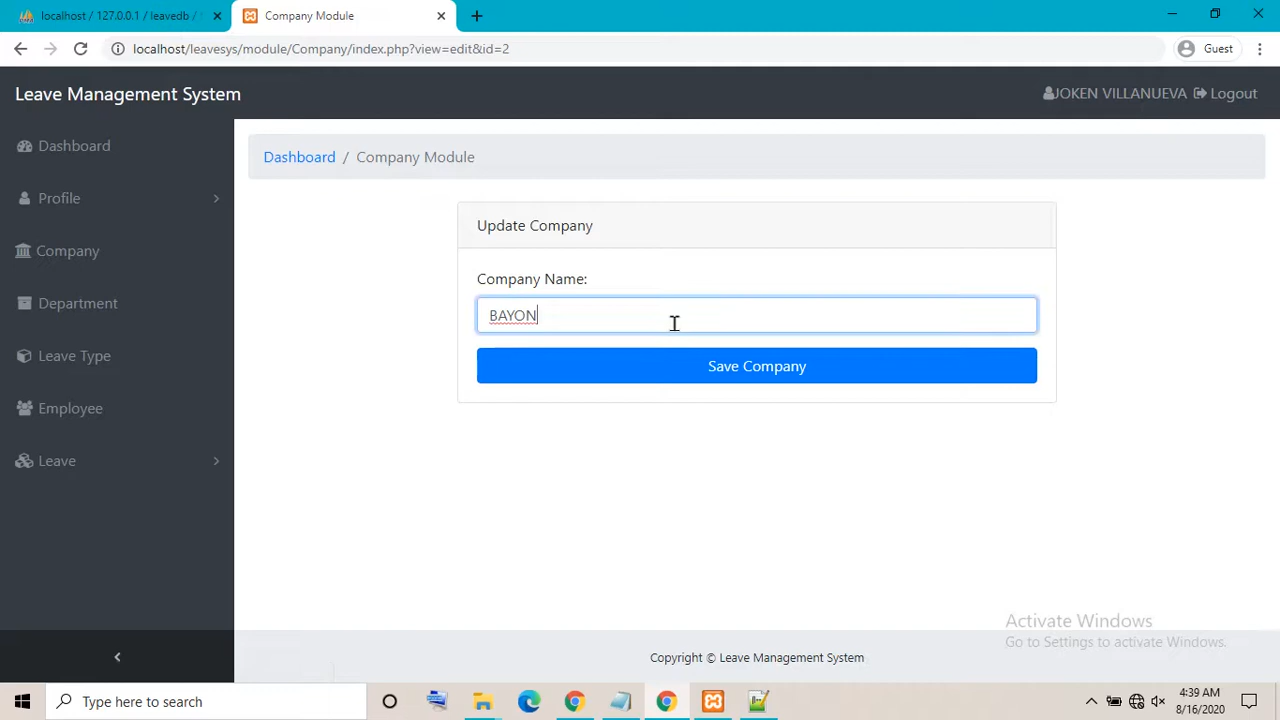 localhost / 127.0.0.1 / leavedb /
Company Module
localhost/leavesys/module/Company/index.php?view=edit&id=2
Guest
Leave Management System
JOKEN VILLANUEVA Logout
Dashboard
Profile
Company
Department
Leave Type
Employee
Leave
Dashboard / Company Module
Update Company
Company Name:
BAYON
Save Company
Activate Windows
Go to Settings to activate Windows.
Copyright © Leave Management System
Type here to search
4:39 AM
8/16/2020